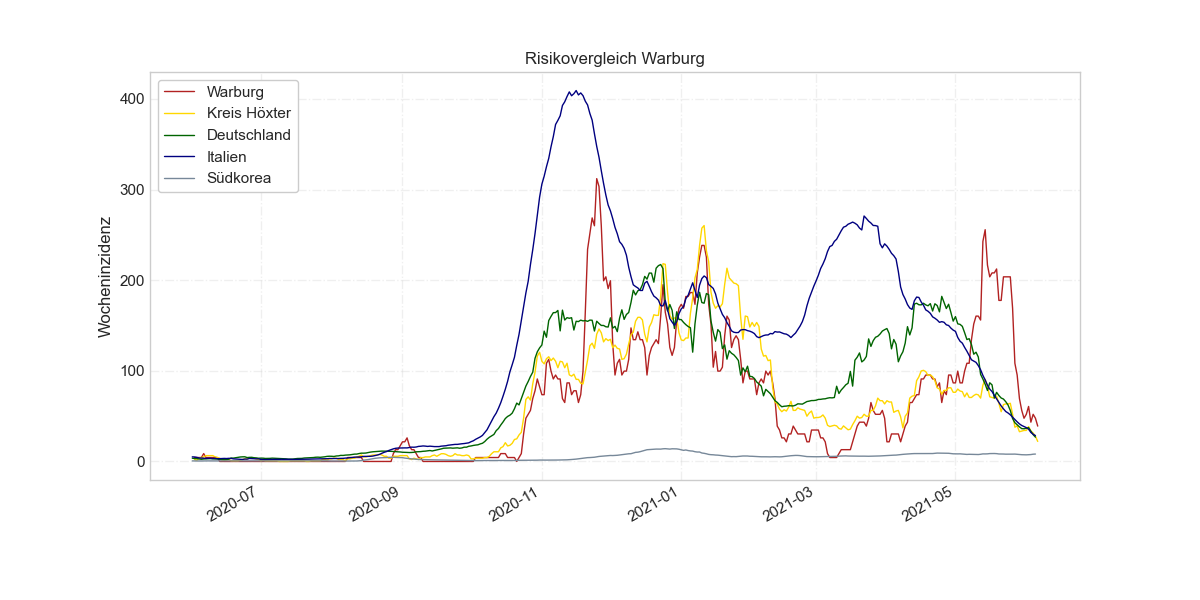 Risikovergleich Warburg
Warburg
Kreis Höxter
Deutschland
Italien
Südkorea
Wocheninzidenz
400
300
200
100
0
2020-07
2020-09
2020-11
2021-01
2021-03
2021-05